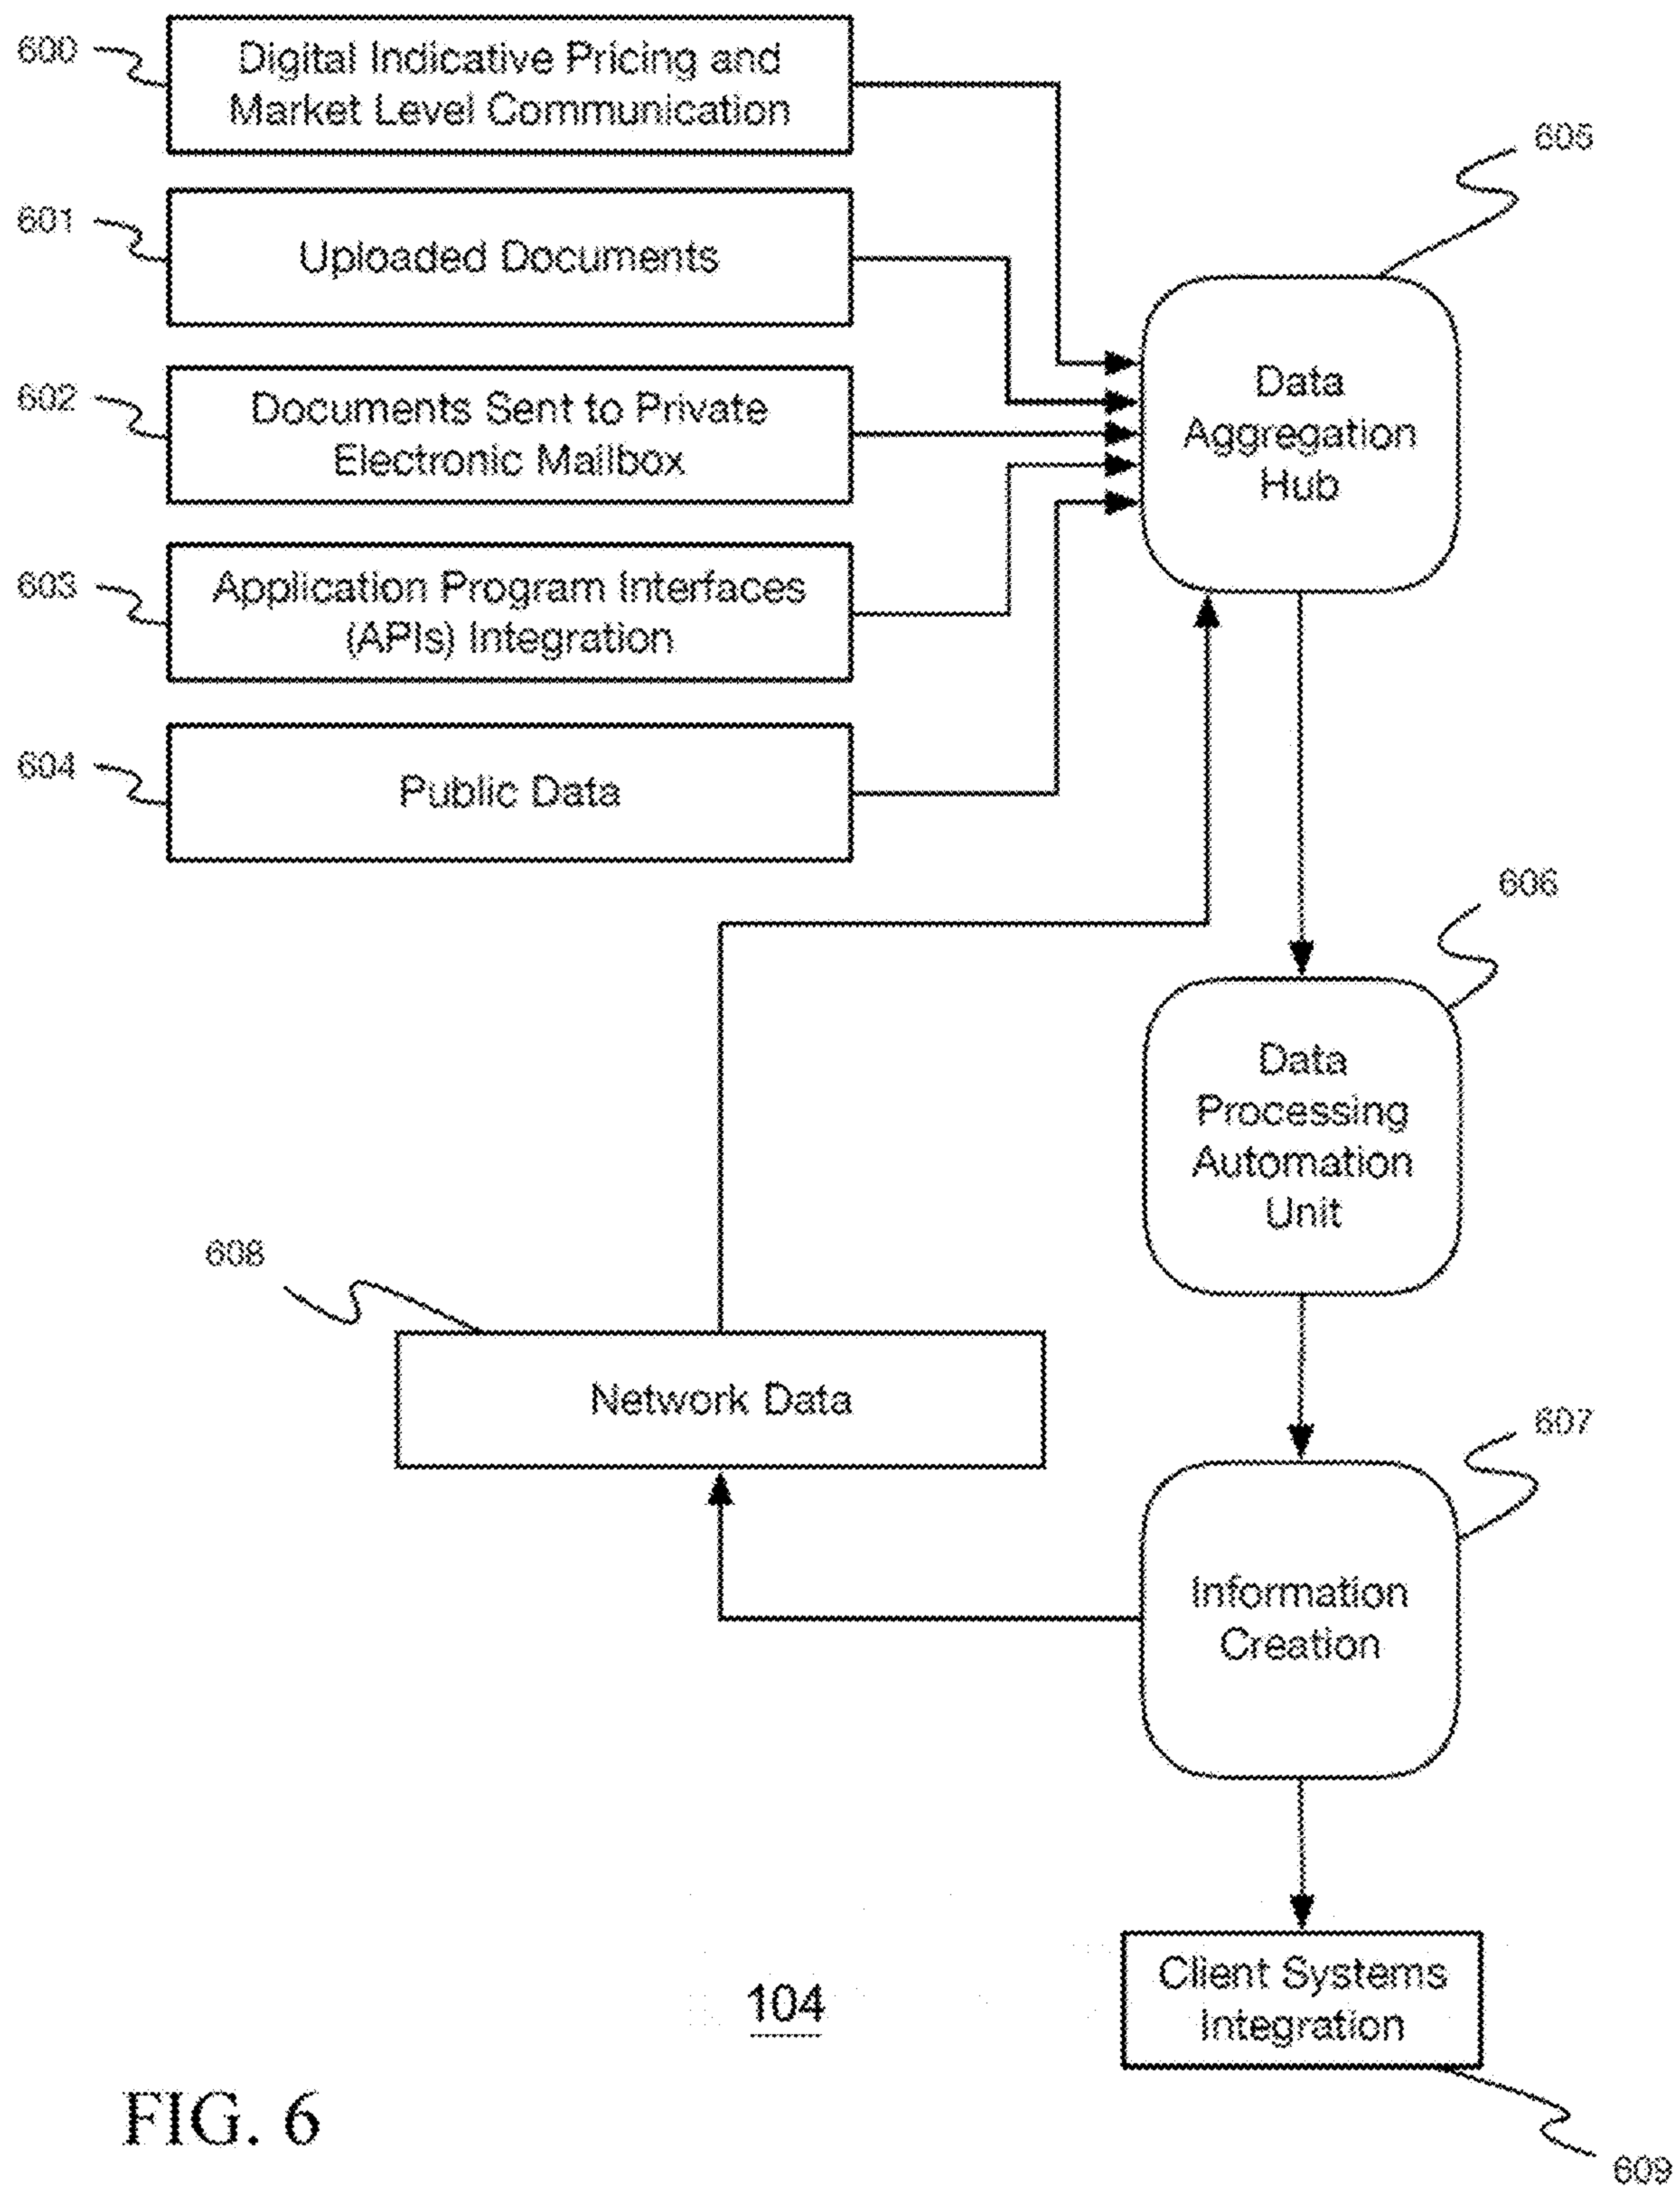 600
Digital Indicative Pricing and
Market Level Communication
601
Uploaded Documents
602
Documents Sent to Private
Electronic Mailbox
603
Application Program Interfaces
(APIs) Integration
604
Public Data
605
Data
Aggregation
Hub
606
Data
Processing
Automation
Unit
608
Network Data
607
Information
Creation
Client Systems
Integration
609
104
FIG. 6